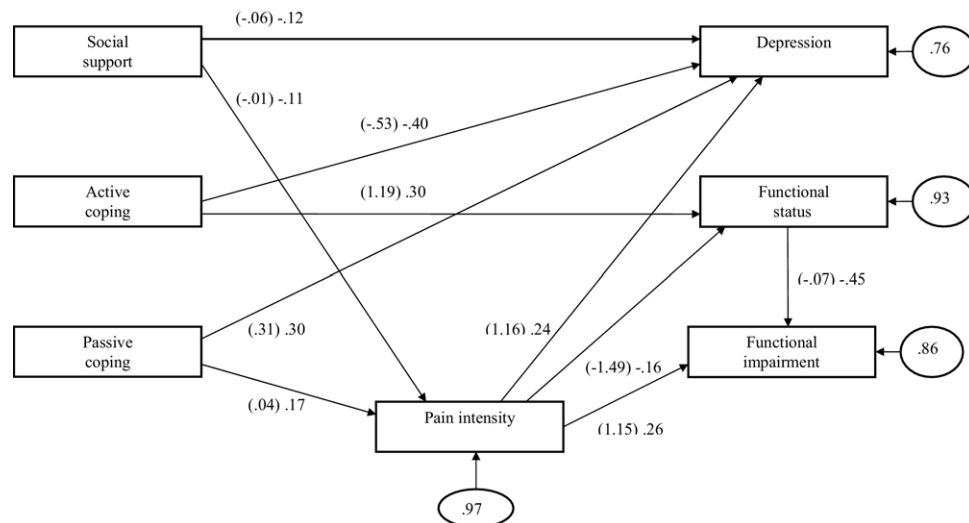 (-.06) -.12
Social
support
Depression
.76
(-.01) -.11
(-.53) -.40
Active
coping
(1.19) .30
Functional
status
.93
(-.07) -.45
Passive
coping
(.31) .30
(1.16) .24
Functional
impairment
.86
(-1.49) -.16
(.04) .17
Pain intensity
(1.15) .26
.97